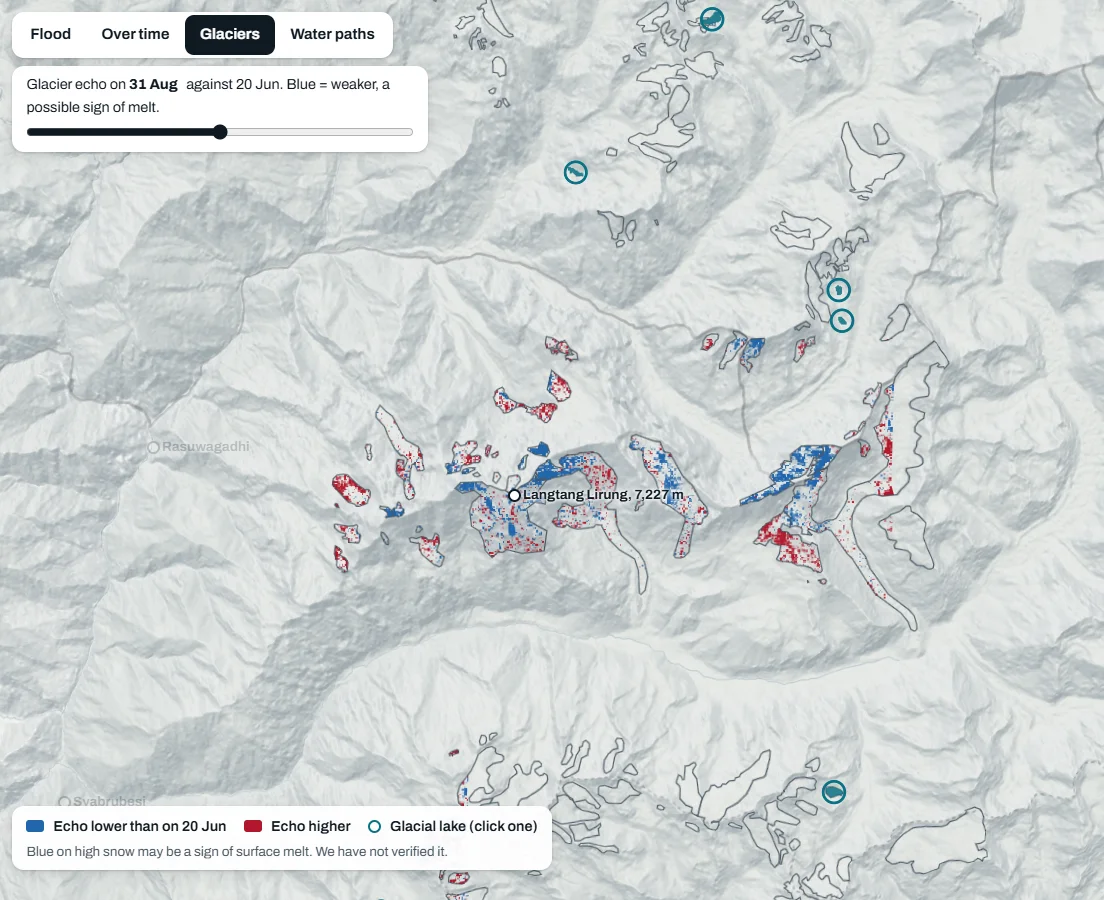 Flood Over time Glaciers Water paths
Glacier echo on 31 Aug against 20 Jun. Blue = weaker, a
possible sign of melt.
Rasuwagadhi
Langtang Lirung, 7,227 m
Syabrubesi
Echo lower than on 20 Jun Echo higher Glacial lake (click one)
Blue on high snow may be a sign of surface melt. We have not verified it.